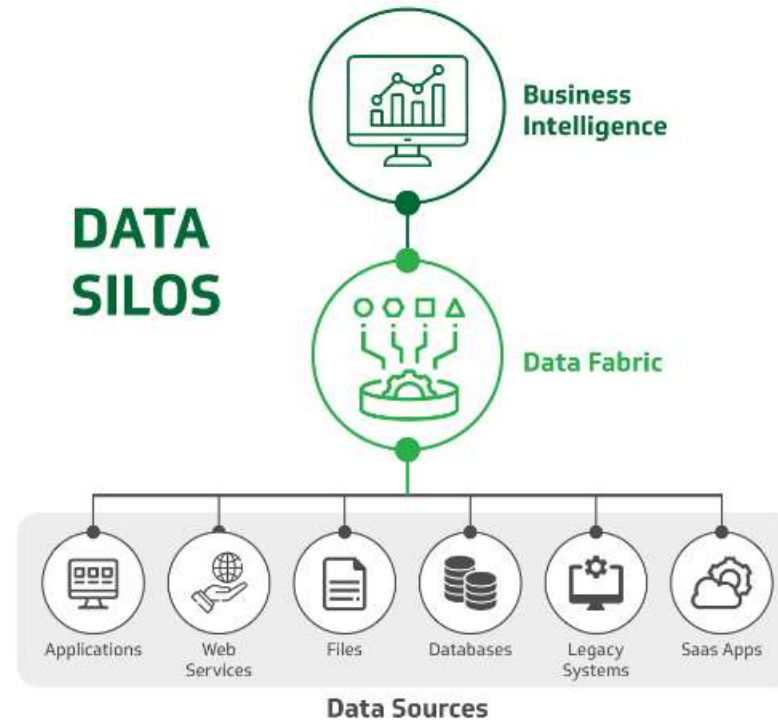 Business
Intelligence
DATA
SILOS
Data Fabric
Applications
Web
Services
Files
Databases
Legacy
Systems
Saas Apps
Data Sources